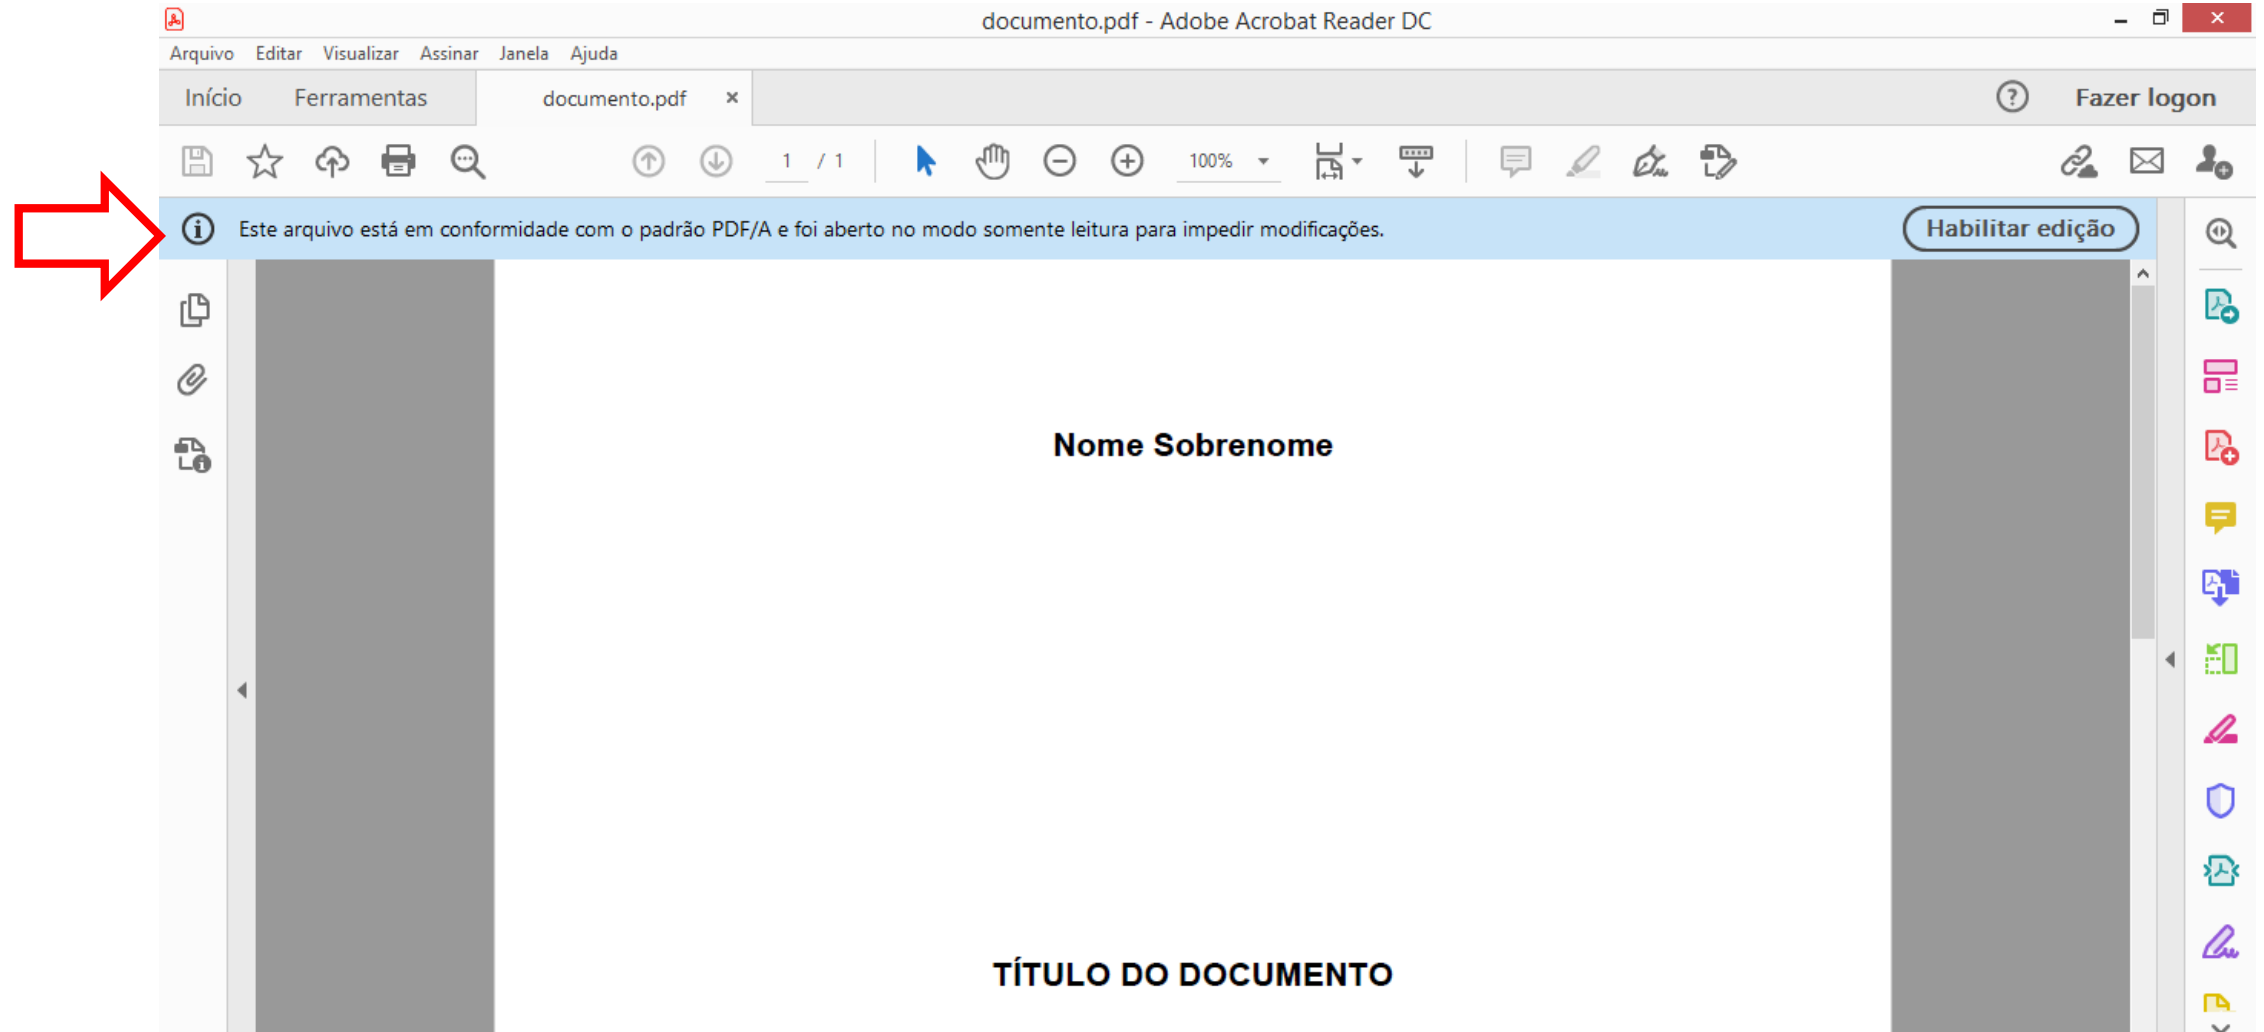 documento.pdf - Adobe Acrobat Reader DC
Arquivo Editar Visualizar Assinar Janela Ajuda
Início Ferramentas documento.pdf × ? Fazer logon
1 / 1 100%
Este arquivo está em conformidade com o padrão PDF/A e foi aberto no modo somente leitura para impedir modificações. Habilitar edição
Nome Sobrenome
TÍTULO DO DOCUMENTO